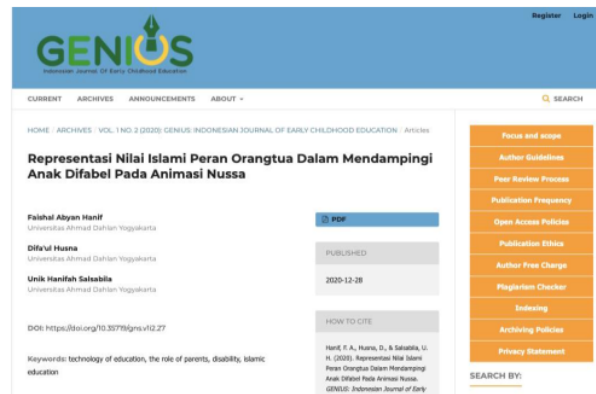 Register Login
GENIUS
Indonesian Journal Of Early Childhood Education
CURRENT ARCHIVES ANNOUNCEMENTS ABOUT
SEARCH
HOME / ARCHIVES / VOL. 1 NO. 2 (2020): GENIUS: INDONESIAN JOURNAL OF EARLY CHILDHOOD EDUCATION / Articles
Representasi Nilai Islami Peran Orangtua Dalam Mendampingi
Anak Difabel Pada Animasi Nussa
Faishal Abyan Hanif
Universitas Ahmad Dahlan Yogyakarta
Difa'ul Husna
Universitas Ahmad Dahlan Yogyakarta
Unik Hanifah Salsabila
Universitas Ahmad Dahlan Yogyakarta
DOI: https://doi.org/10.35719/gns.v1i2.27
Keywords: technology of education, the role of parents, disability, islamic
education
PDF
PUBLISHED
2020-12-28
HOW TO CITE
Hanif, F. A., Husna, D., & Salsabila, U.
H. (2020). Representasi Nilai Islami
Peran Orangtua Dalam Mendampingi
Anak Difabel Pada Animasi Nussa.
GENIUS: Indonesian Journal of Early
Focus and scope
Author Guidelines
Peer Review Process
Publication Frequency
Open Access Policies
Publication Ethics
Author Free Charge
Plagiarism Checker
Indexing
Archiving Policies
Privacy Statement
SEARCH BY: